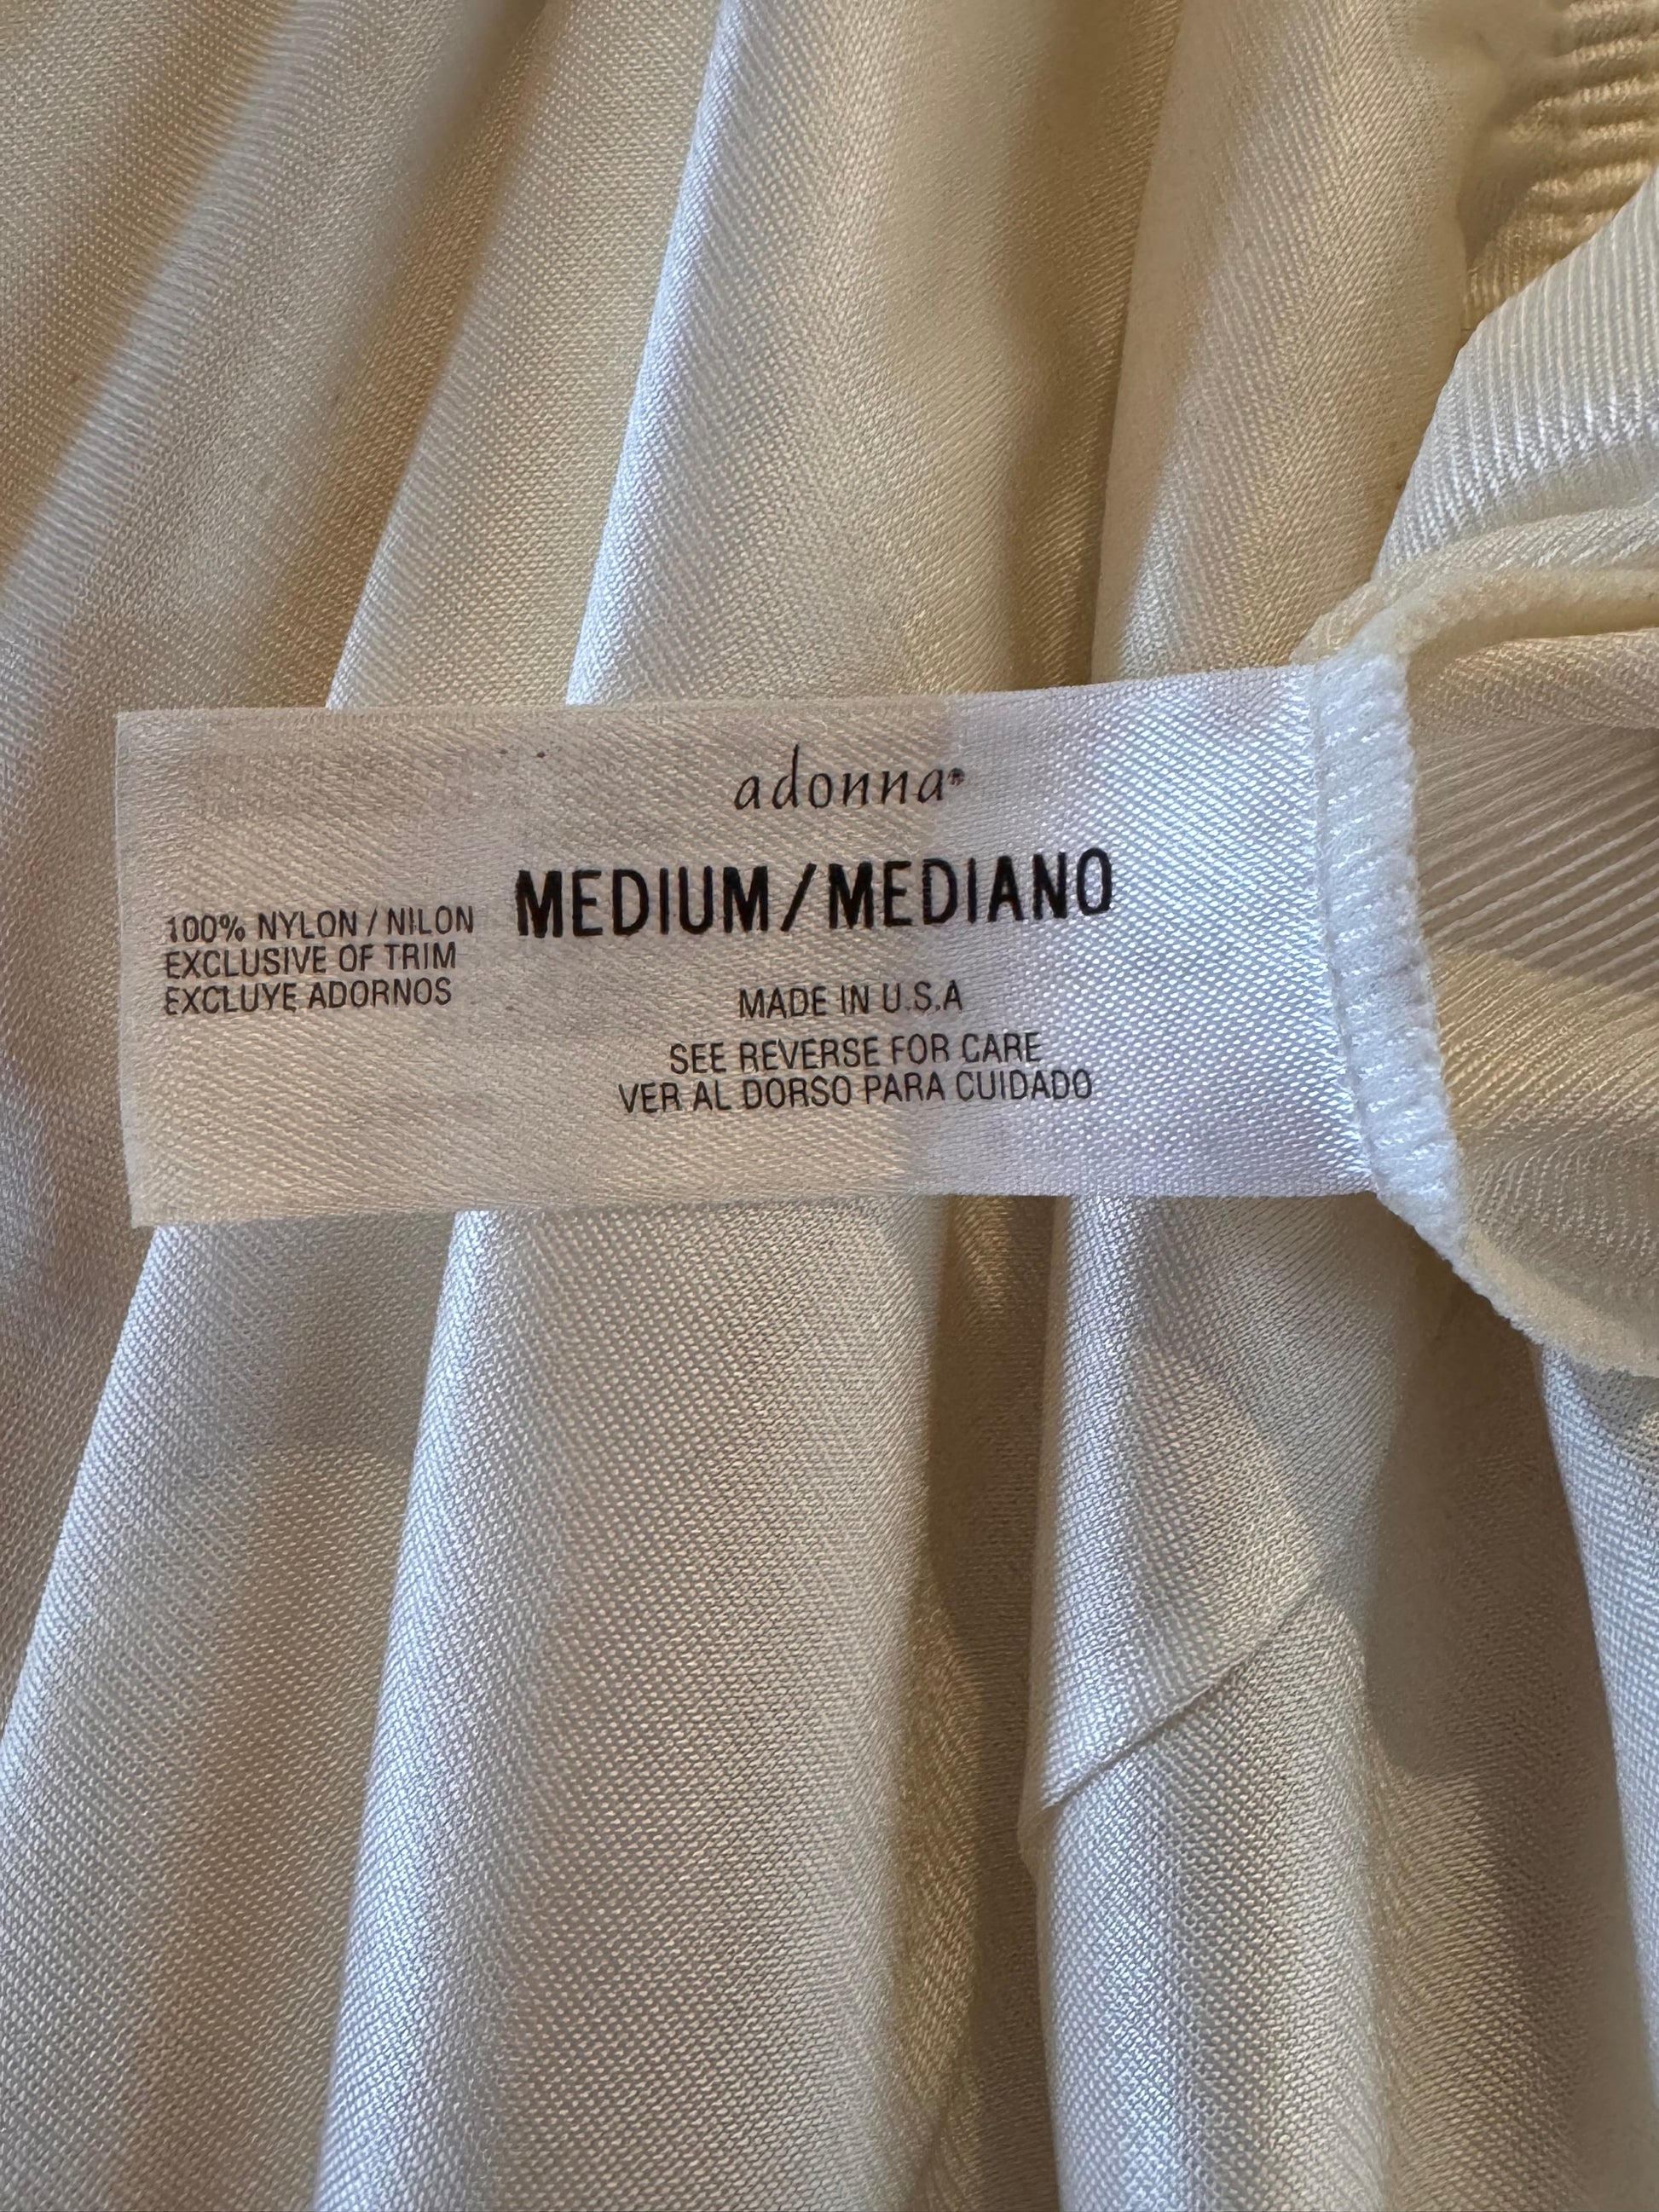 adonna®
MEDIUM/MEDIANO
100% NYLON / NILON
EXCLUSIVE OF TRIM
EXCLUYE ADORNOS
MADE IN U.S.A
SEE REVERSE FOR CARE
VER AL DORSO PARA CUIDADO